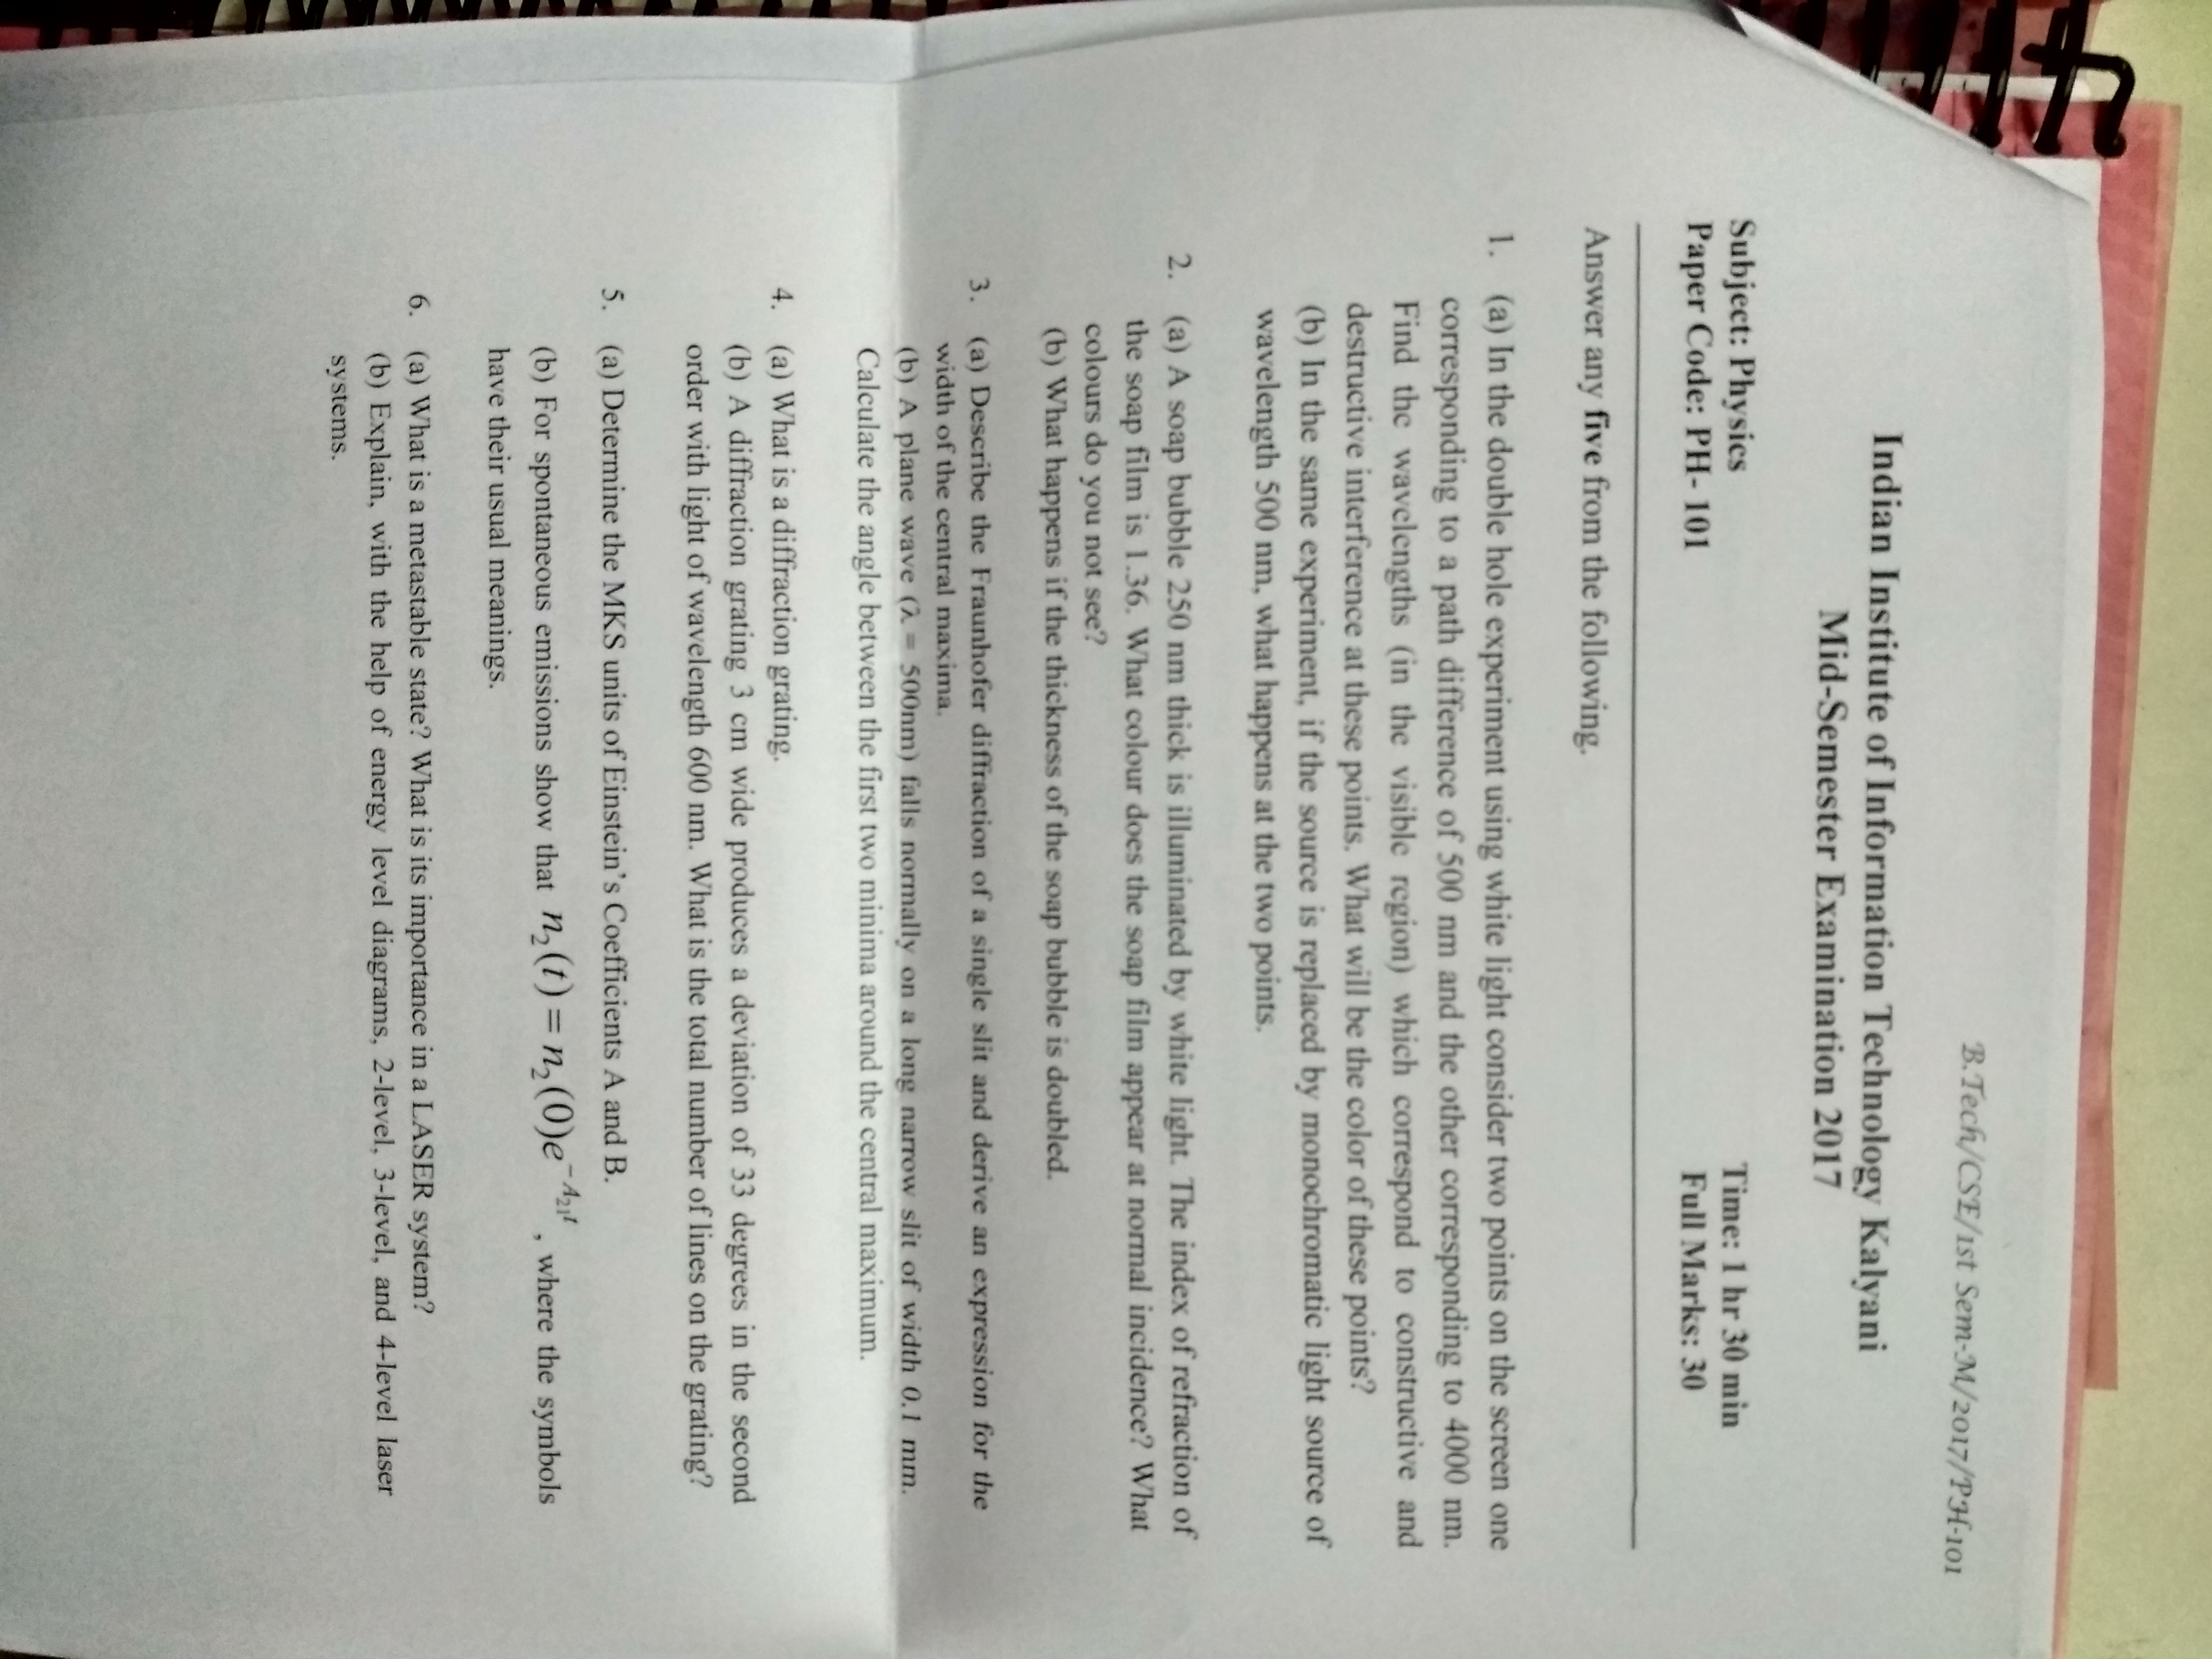 B.Tech/CSE/1st Sem-M/2017/PH-101
Indian Institute of Information Technology Kalyani
Mid-Semester Examination 2017
Subject: Physics Time: 1 hr 30 min
Paper Code: PH- 101 Full Marks: 30
Answer any five from the following.
1. (a) In the double hole experiment using white light consider two points on the screen one
corresponding to a path difference of 500 nm and the other corresponding to 4000 nm.
Find the wavelengths (in the visible region) which correspond to constructive and
destructive interference at these points. What will be the color of these points?
(b) In the same experiment, if the source is replaced by monochromatic light source of
wavelength 500 nm, what happens at the two points.
2. (a) A soap bubble 250 nm thick is illuminated by white light. The index of refraction of
the soap film is 1.36. What colour does the soap film appear at normal incidence? What
colours do you not see?
(b) What happens if the thickness of the soap bubble is doubled.
3. (a) Describe the Fraunhofer diffraction of a single slit and derive an expression for the
width of the central maxima.
(b) A plane wave (λ = 500nm) falls normally on a long narrow slit of width 0.1 mm.
Calculate the angle between the first two minima around the central maximum.
4. (a) What is a diffraction grating.
(b) A diffraction grating 3 cm wide produces a deviation of 33 degrees in the second
order with light of wavelength 600 nm. What is the total number of lines on the grating?
5. (a) Determine the MKS units of Einstein's Coefficients A and B.
(b) For spontaneous emissions show that n₂(t) = n₂(0)e^{-A₂₁t}, where the symbols
have their usual meanings.
6. (a) What is a metastable state? What is its importance in a LASER system?
(b) Explain, with the help of energy level diagrams, 2-level, 3-level, and 4-level laser
systems.